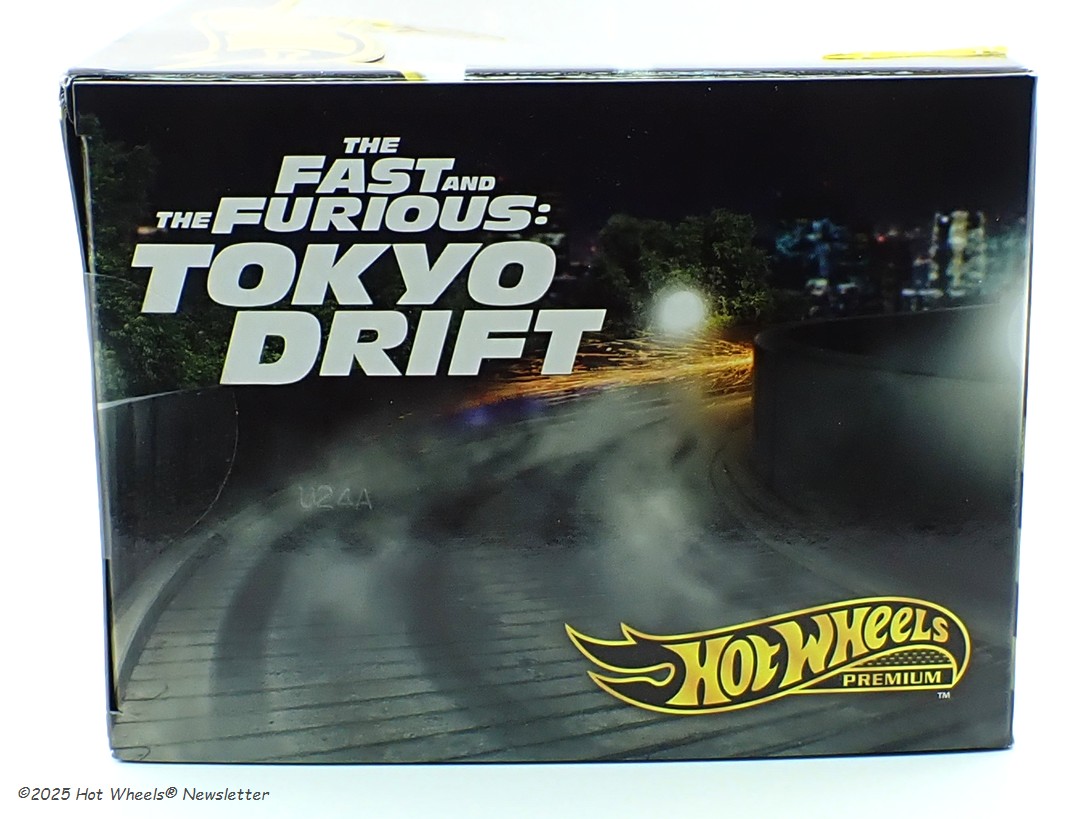 THE
FAST AND
THE FURIOUS:
TOKYO
DRIFT
U24A
HOT WHEELS
PREMIUM
™
©2025 Hot Wheels® Newsletter